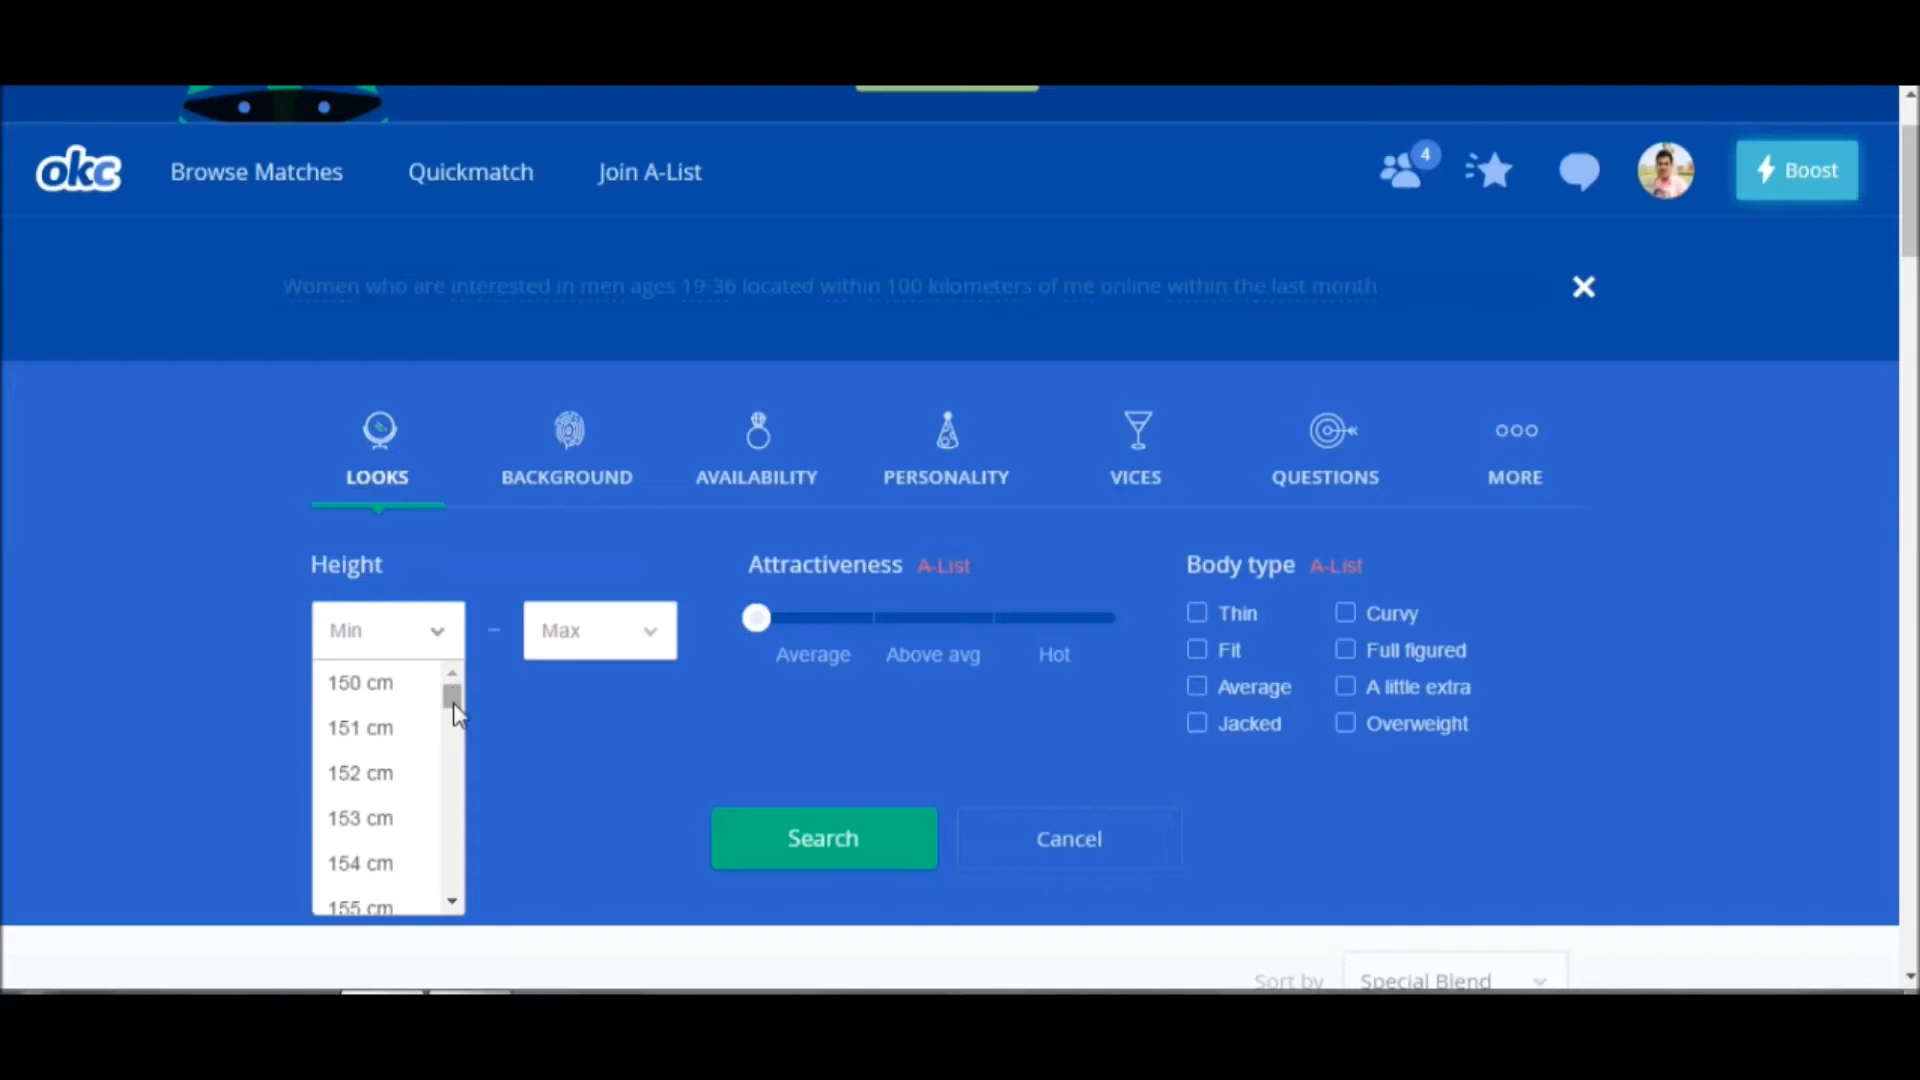 okc Browse Matches Quickmatch Join A-List 4 Boost
Women who are interested in men ages 19-36 located within 100 kilometers of me online within the last month
LOOKS BACKGROUND AVAILABILITY PERSONALITY VICES QUESTIONS MORE
Height Attractiveness A-List Body type A-List
Min – Max
Average Above avg Hot
Thin Curvy
Fit Full figured
Average A little extra
Jacked Overweight
150 cm
151 cm
152 cm
153 cm
154 cm
155 cm
Search Cancel
Sort by Special Blend